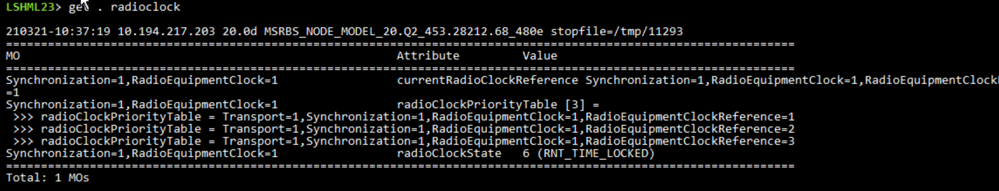 LSHML23> get . radioclock
210321-10:37:19 10.194.217.203 20.0d MSRBS_NODE_MODEL_20.Q2_453.28212.68_480e stopfile=/tmp/11293
=================================================================================================================
MO                                                      Attribute         Value
=================================================================================================================
Synchronization=1,RadioEquipmentClock=1                 currentRadioClockReference Synchronization=1,RadioEquipmentClock=1,RadioEquipmentClock
=1
Synchronization=1,RadioEquipmentClock=1                 radioClockPriorityTable [3] =
 >>> radioClockPriorityTable = Transport=1,Synchronization=1,RadioEquipmentClock=1,RadioEquipmentClockReference=1
 >>> radioClockPriorityTable = Transport=1,Synchronization=1,RadioEquipmentClock=1,RadioEquipmentClockReference=2
 >>> radioClockPriorityTable = Transport=1,Synchronization=1,RadioEquipmentClock=1,RadioEquipmentClockReference=3
Synchronization=1,RadioEquipmentClock=1                 radioClockState   6 (RNT_TIME_LOCKED)
=================================================================================================================
Total: 1 MOs